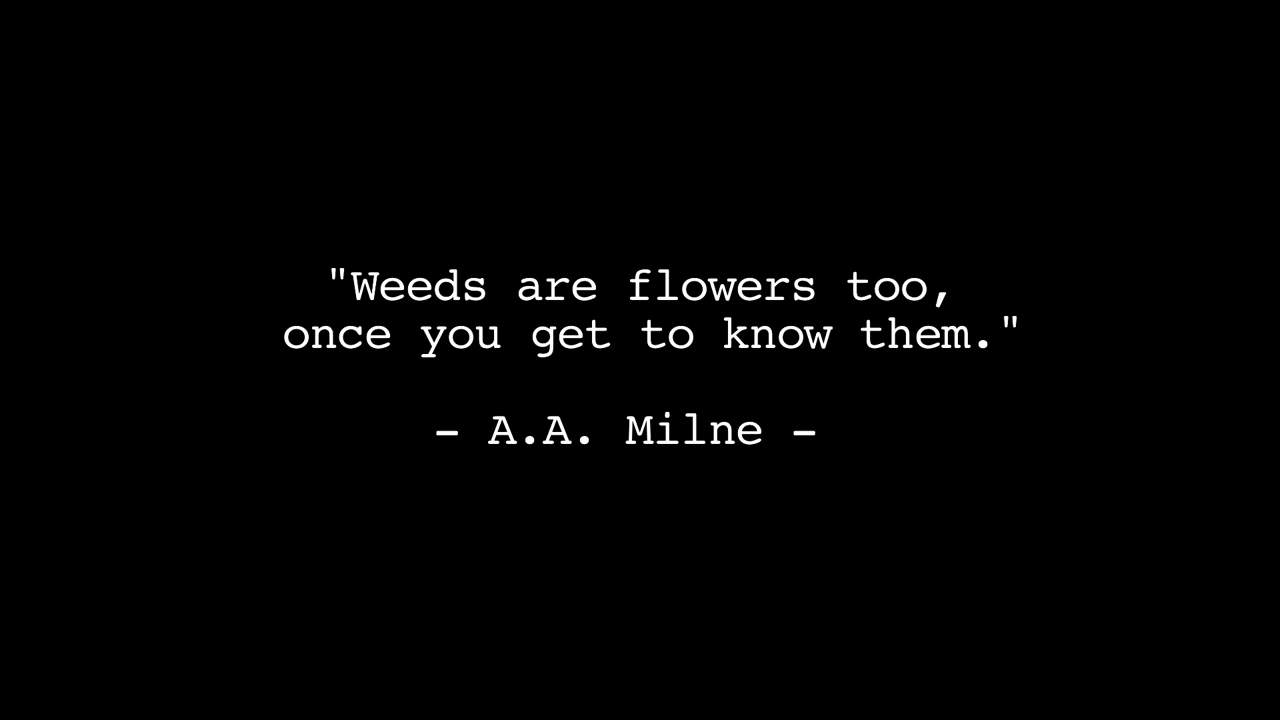 "Weeds are flowers too,
once you get to know them."
- A.A. Milne -